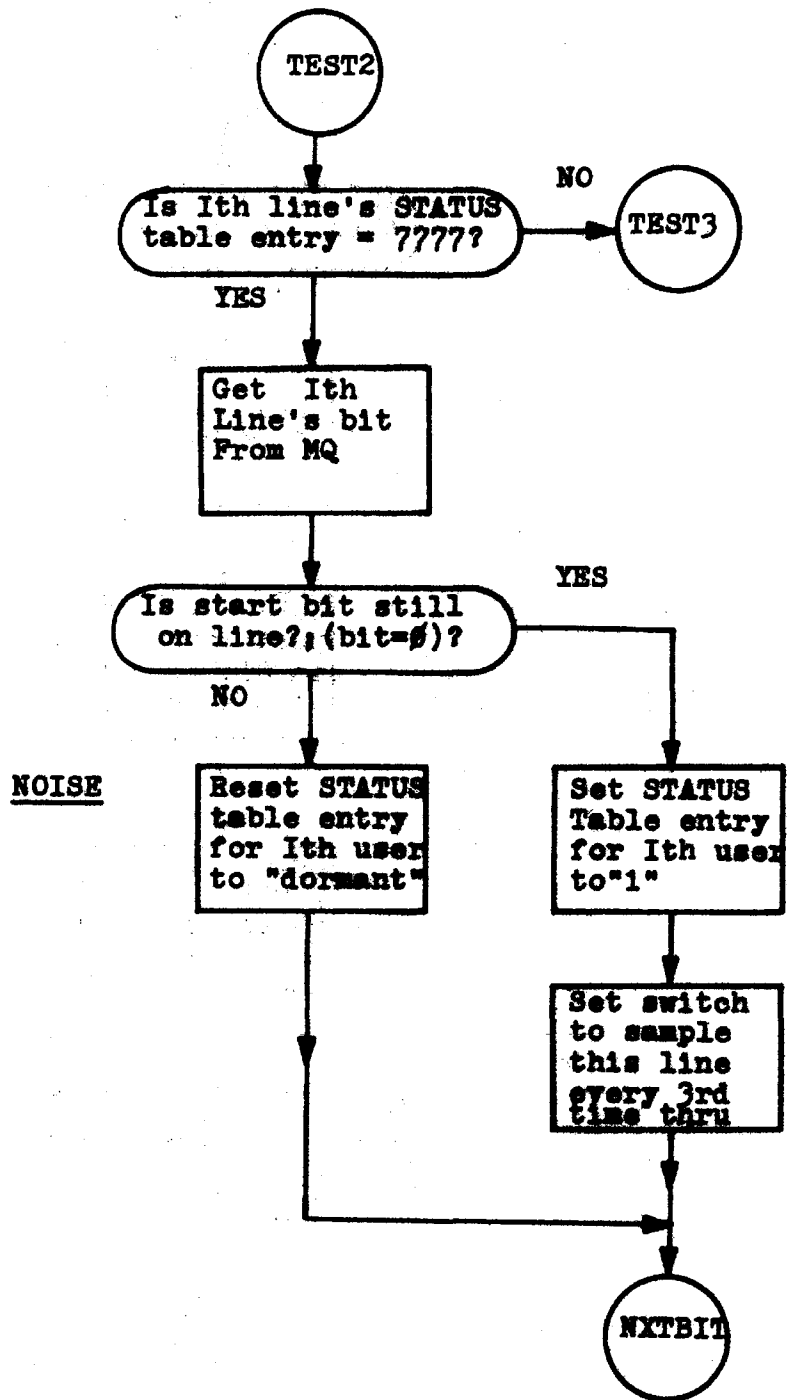 TEST2
Is Ith line's STATUS
table entry = 7777?
NO
TEST3
YES
Get Ith
Line's bit
From MQ
Is start bit still
on line?;(bit=Ø)?
YES
NO
NOISE
Reset STATUS
table entry
for Ith user
to "dormant"
Set STATUS
Table entry
for Ith user
to"1"
Set switch
to sample
this line
every 3rd
time thru
NXTBIT